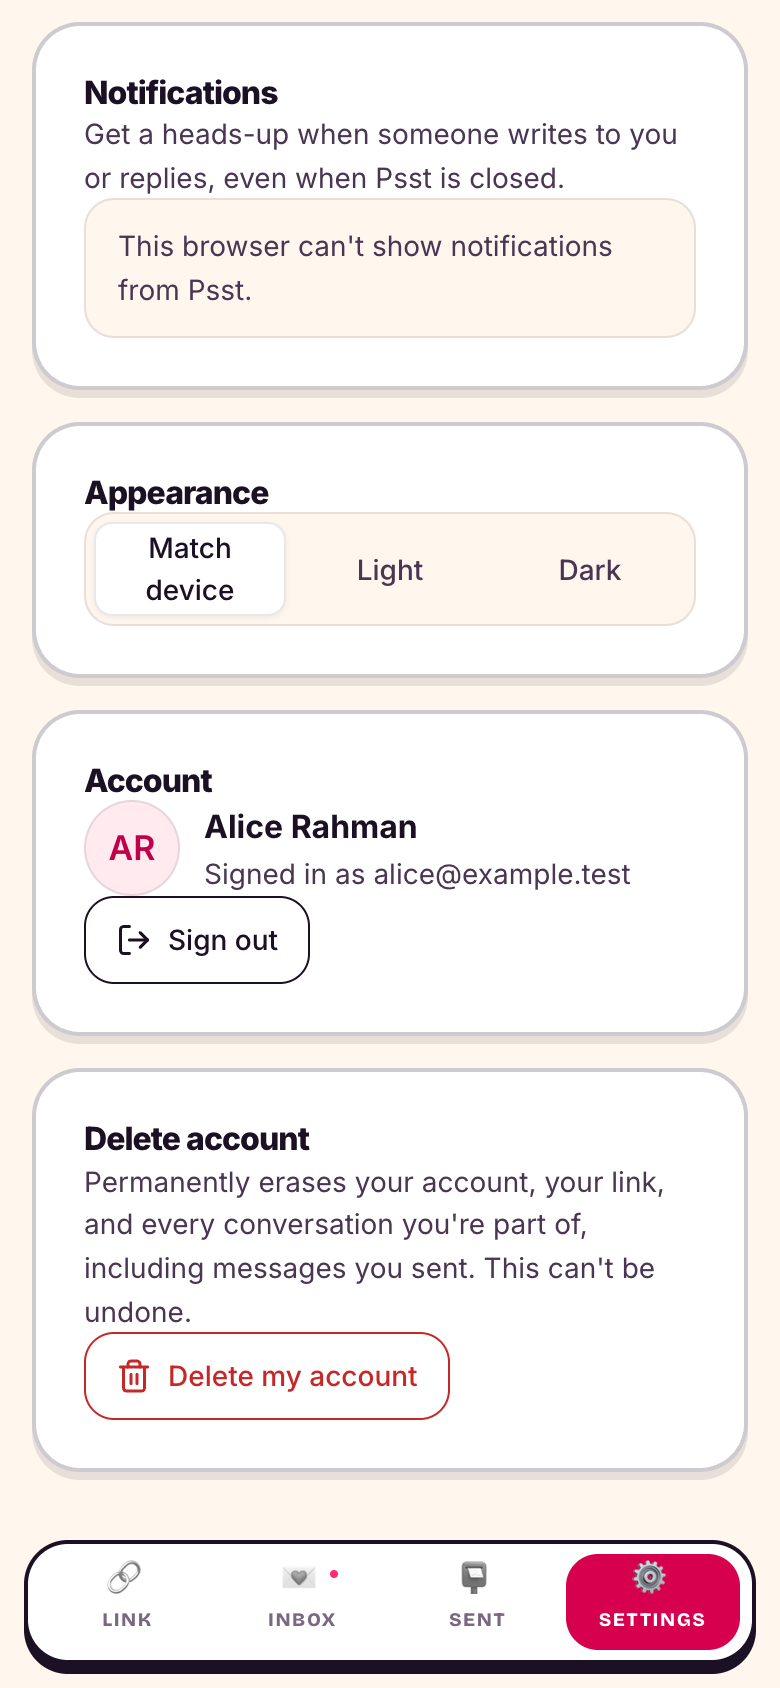 Notifications
Get a heads-up when someone writes to you
or replies, even when Psst is closed.
This browser can't show notifications
from Psst.
Appearance
Match
device
Light
Dark
Account
AR
Alice Rahman
Signed in as alice@example.test
Sign out
Delete account
Permanently erases your account, your link,
and every conversation you're part of,
including messages you sent. This can't be
undone.
Delete my account
LINK
INBOX
SENT
SETTINGS